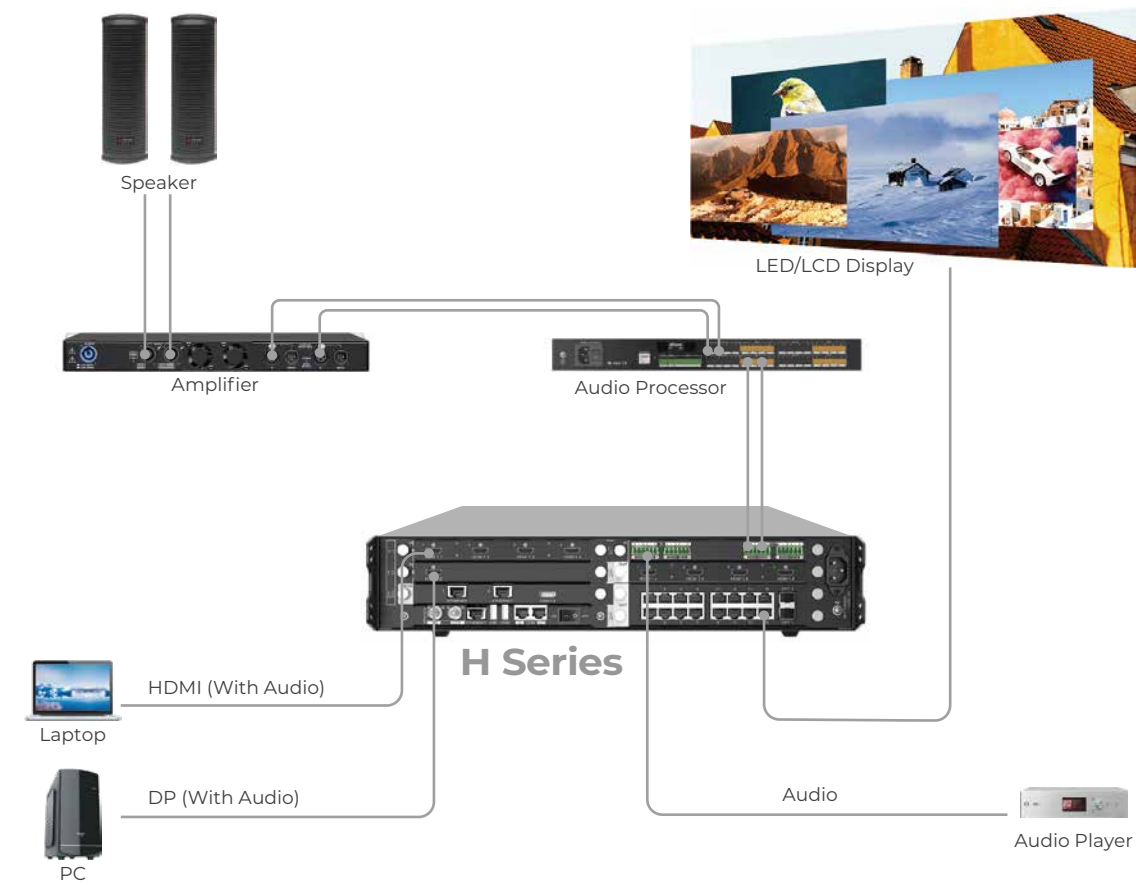 Speaker
LED/LCD Display
Amplifier
Audio Processor
H Series
HDMI (With Audio)
Laptop
DP (With Audio)
Audio
Audio Player
PC